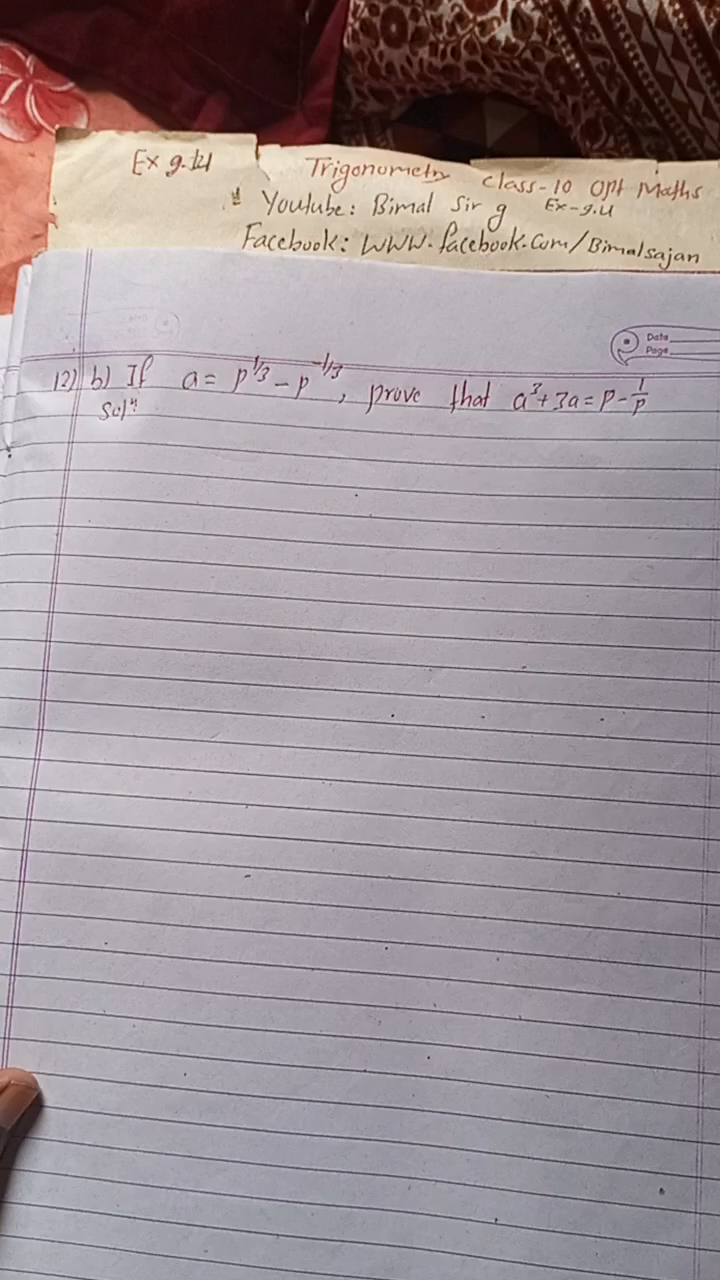 Ex 9.4 Trigonometry Class-10 Opt Maths
Youtube: Bimal Sir g Ex-9.4
Facebook: WWW.facebook.Com/Bimalsajan
Date
Page
12) b) If a = p^1/3 - p^-1/3, prove that a³+3a = P-1/p
Solⁿ